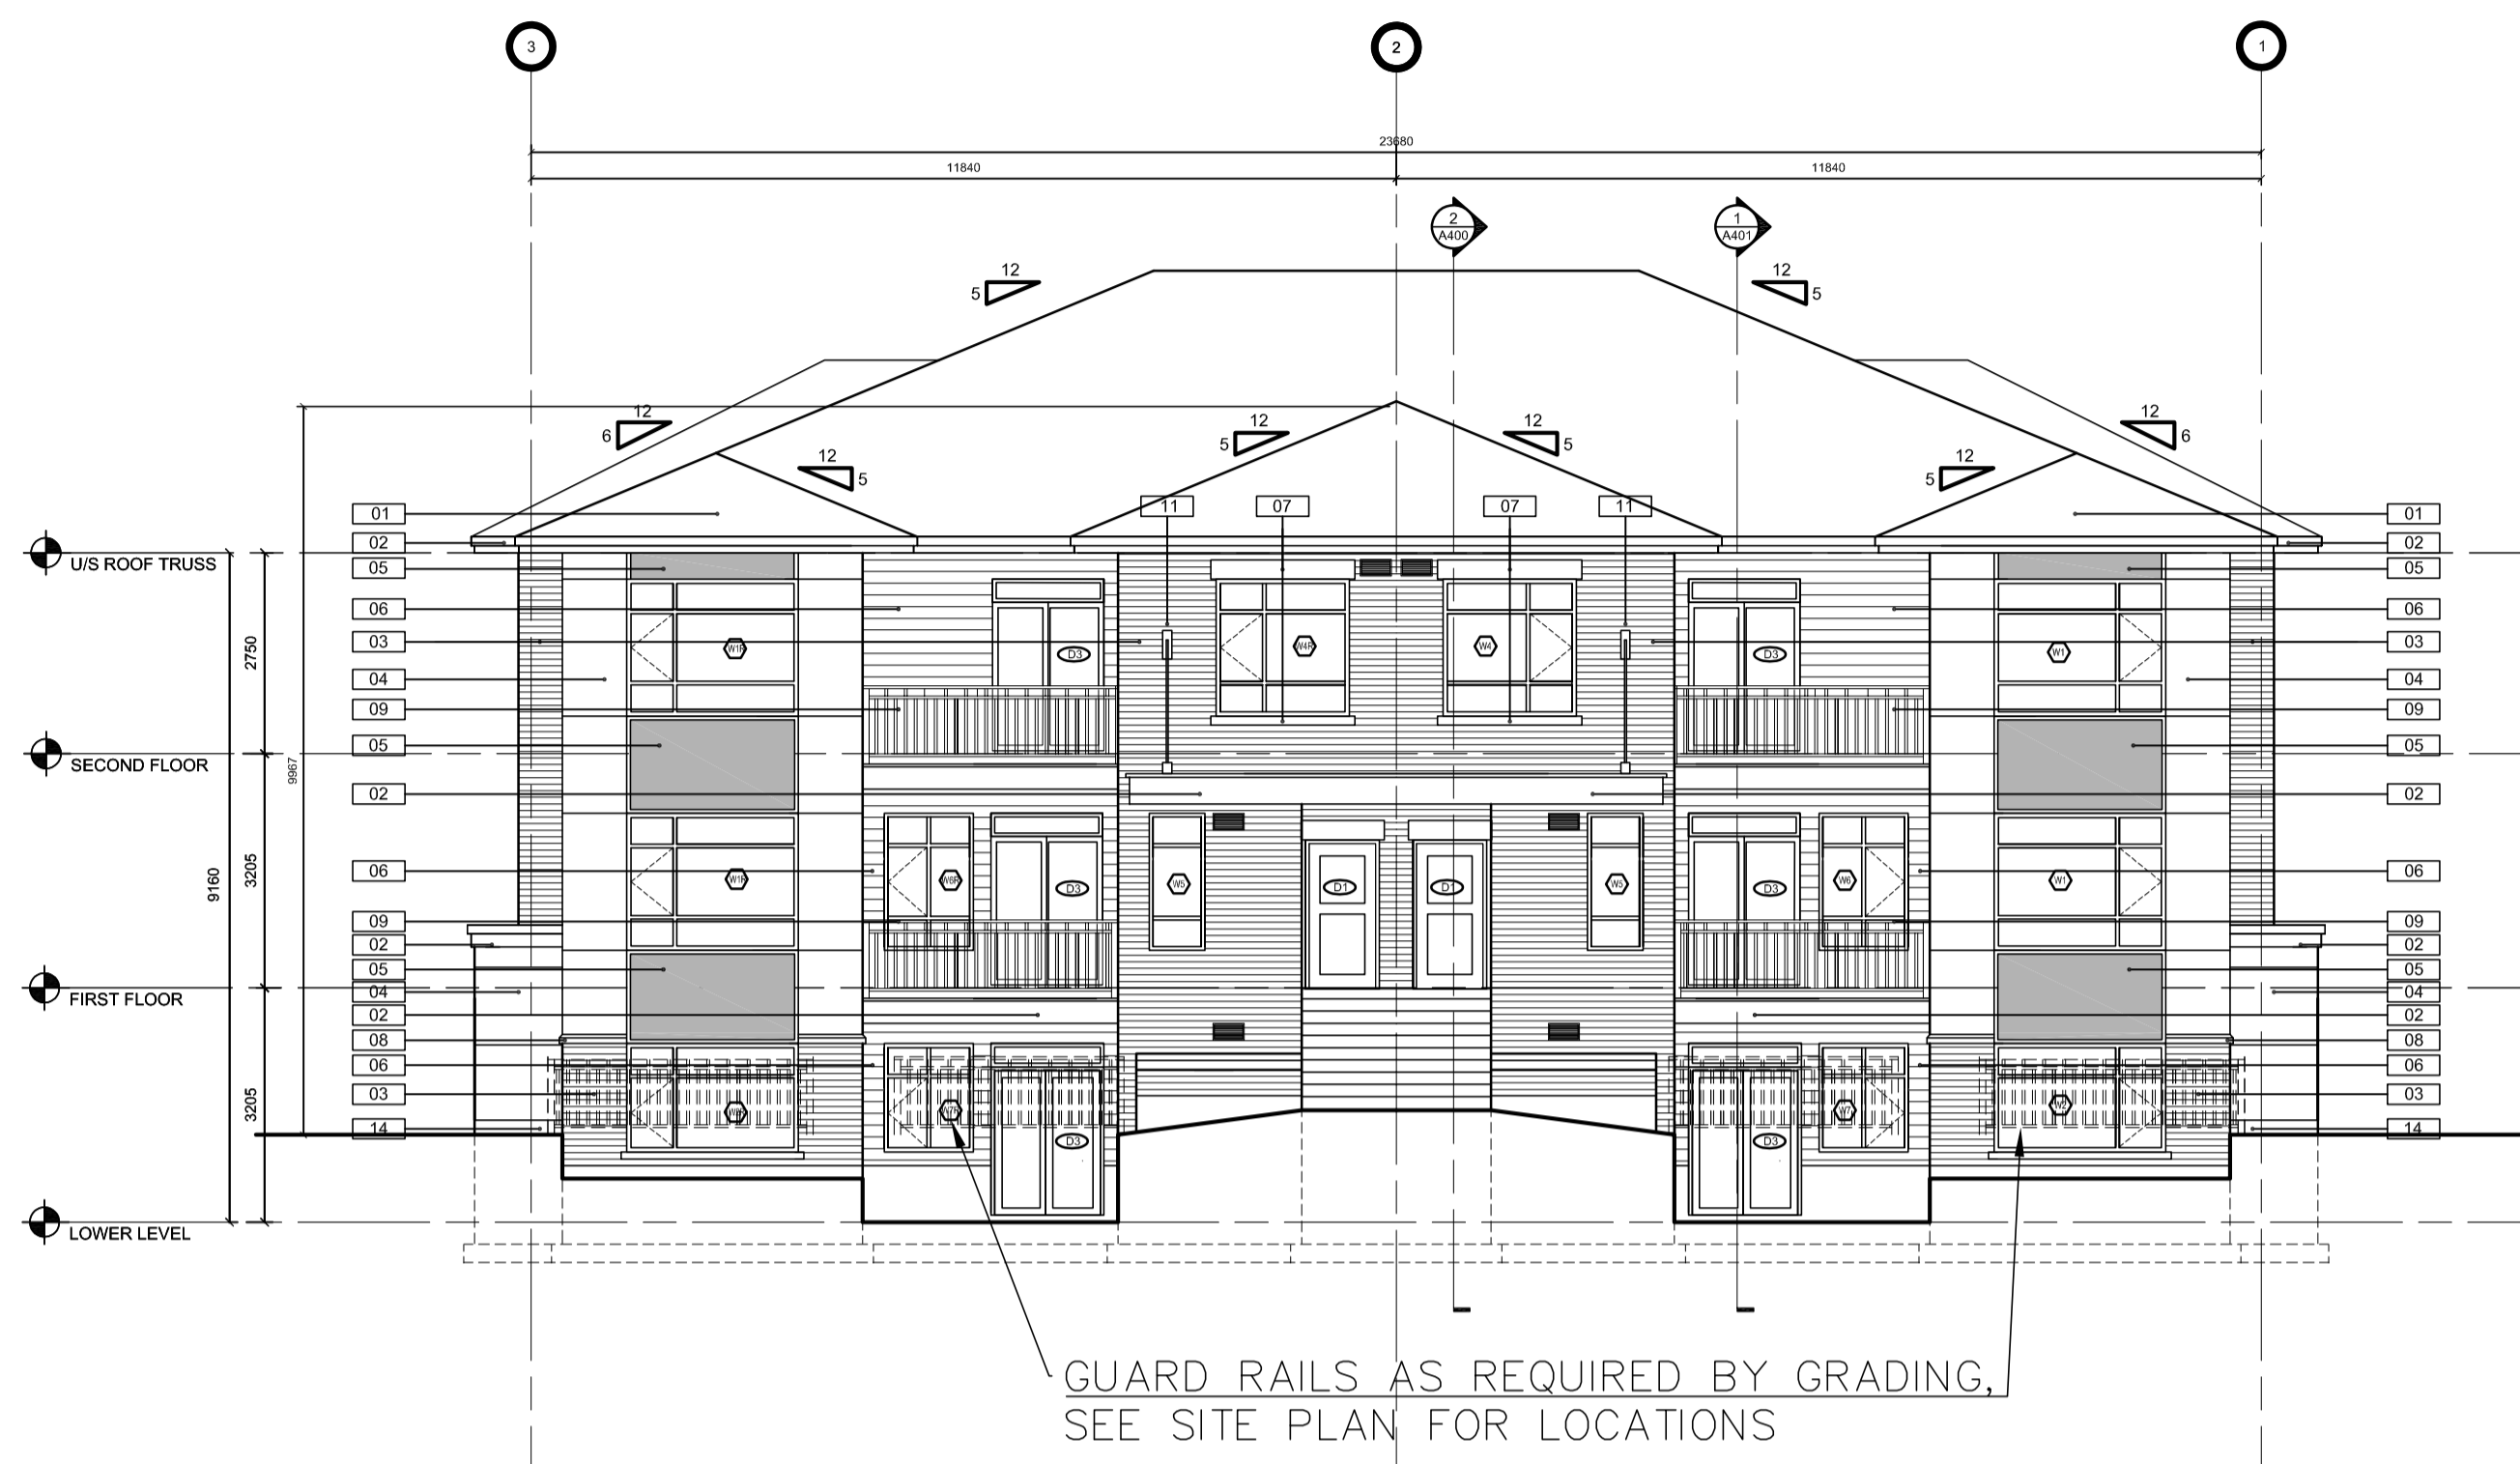 3
2
1
23680
11840
11840
2
A400
1
A401
12
5
12
5
12
6
12
5
12
5
12
5
12
5
12
6
11
07
07
11
01
01
U/S ROOF TRUSS
02
02
05
05
06
06
W1R
D3
W4R
W4
D3
W1
03
03
2750
04
04
09
09
SECOND FLOOR
05
05
9967
02
02
9160
3205
06
06
W1R
W6R
D3
W5
D1
D1
W5
D3
W6
W1
09
09
02
02
05
05
FIRST FLOOR
04
04
02
02
08
08
06
06
3205
03
03
W7R
W7
W2
14
14
D3
D3
LOWER LEVEL
GUARD RAILS AS REQUIRED BY GRADING,
SEE SITE PLAN FOR LOCATIONS